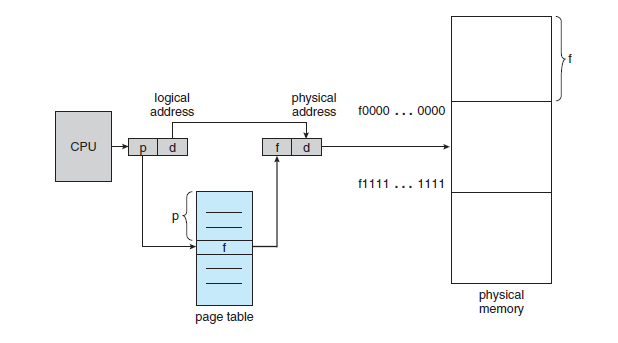 f
logical
address
physical
address
f0000 ... 0000
CPU
p
d
f
d
f1111 ... 1111
p
f
page table
physical
memory